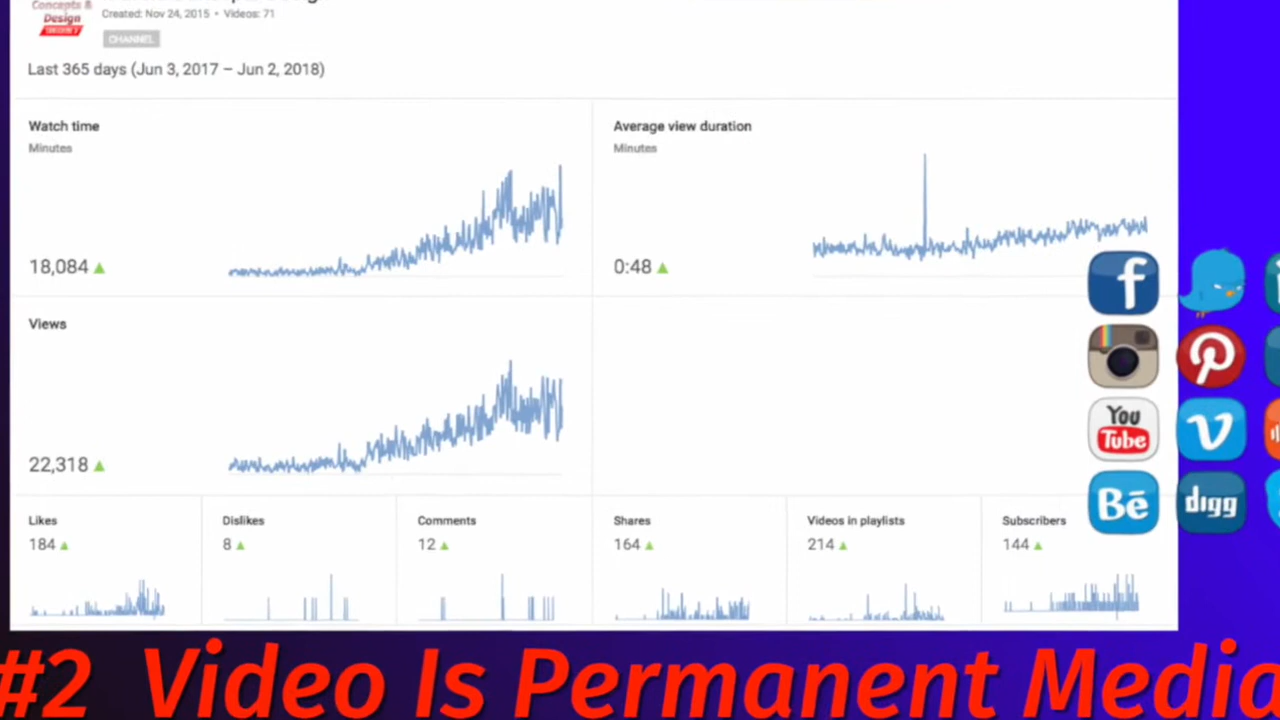 Concepts &
Design
Created: Nov 24, 2015 • Videos: 71
CHANNEL
Last 365 days (Jun 3, 2017 – Jun 2, 2018)
Watch time
Minutes
18,084
Average view duration
Minutes
0:48
Views
22,318
Likes
184
Dislikes
8
Comments
12
Shares
164
Videos in playlists
214
Subscribers
144
f
You
Tube
Bē
digg
#2 Video Is Permanent Media